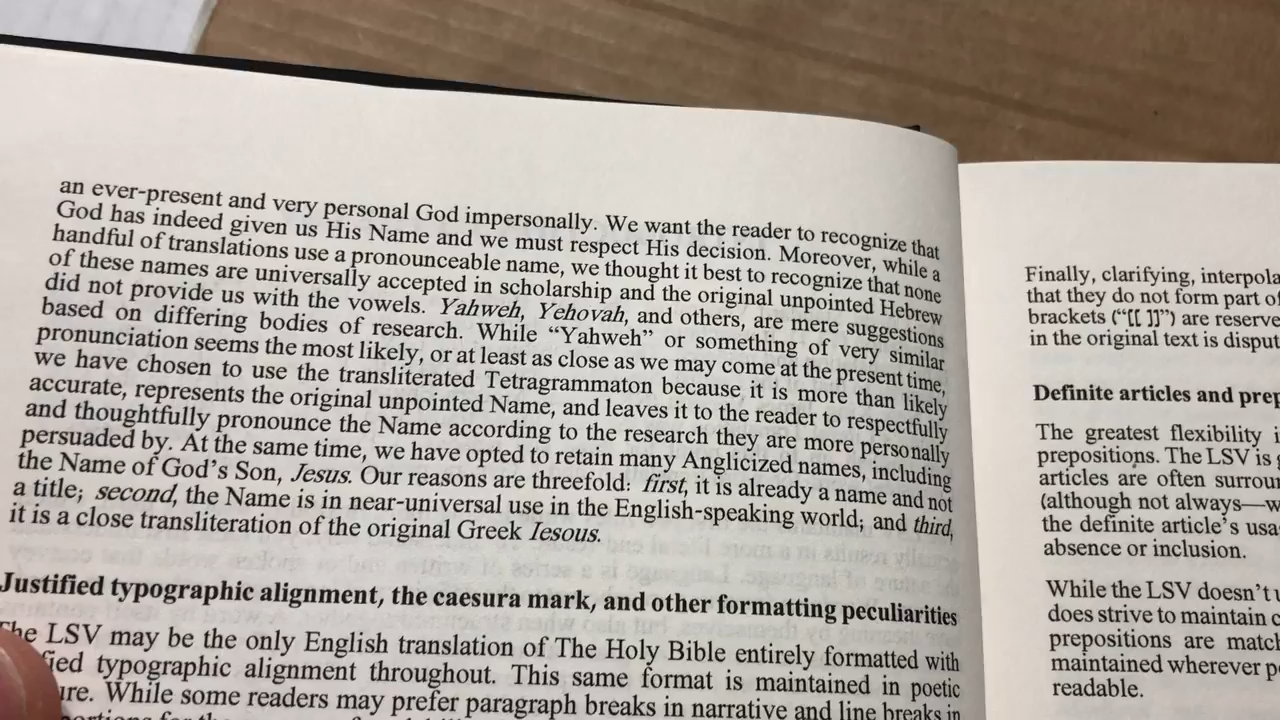 an ever-present and very personal God impersonally. We want the reader to recognize that
God has indeed given us His Name and we must respect His decision. Moreover, while a
handful of translations use a pronounceable name, we thought it best to recognize that none
of these names are universally accepted in scholarship and the original unpointed Hebrew
did not provide us with the vowels. Yahweh, Yehovah, and others, are mere suggestions
based on differing bodies of research. While “Yahweh” or something of very similar
pronunciation seems the most likely, or at least as close as we may come at the present time,
we have chosen to use the transliterated Tetragrammaton because it is more than likely
accurate, represents the original unpointed Name, and leaves it to the reader to respectfully
and thoughtfully pronounce the Name according to the research they are more personally
persuaded by. At the same time, we have opted to retain many Anglicized names, including
the Name of God’s Son, Jesus. Our reasons are threefold: first, it is already a name and not
a title; second, the Name is in near-universal use in the English-speaking world; and third,
it is a close transliteration of the original Greek Iesous.
Justified typographic alignment, the caesura mark, and other formatting peculiarities
The LSV may be the only English translation of The Holy Bible entirely formatted with
fied typographic alignment throughout. This same format is maintained in poetic
ure. While some readers may prefer paragraph breaks in narrative and line breaks in
Finally, clarifying, interpola
that they do not form part of
brackets (“[[ ]]”) are reserve
in the original text is disput
Definite articles and prep
The greatest flexibility i
prepositions. The LSV is g
articles are often surrour
(although not always—w
the definite article’s usa
absence or inclusion.
While the LSV doesn’t u
does strive to maintain c
prepositions are matcl
maintained wherever po
readable.